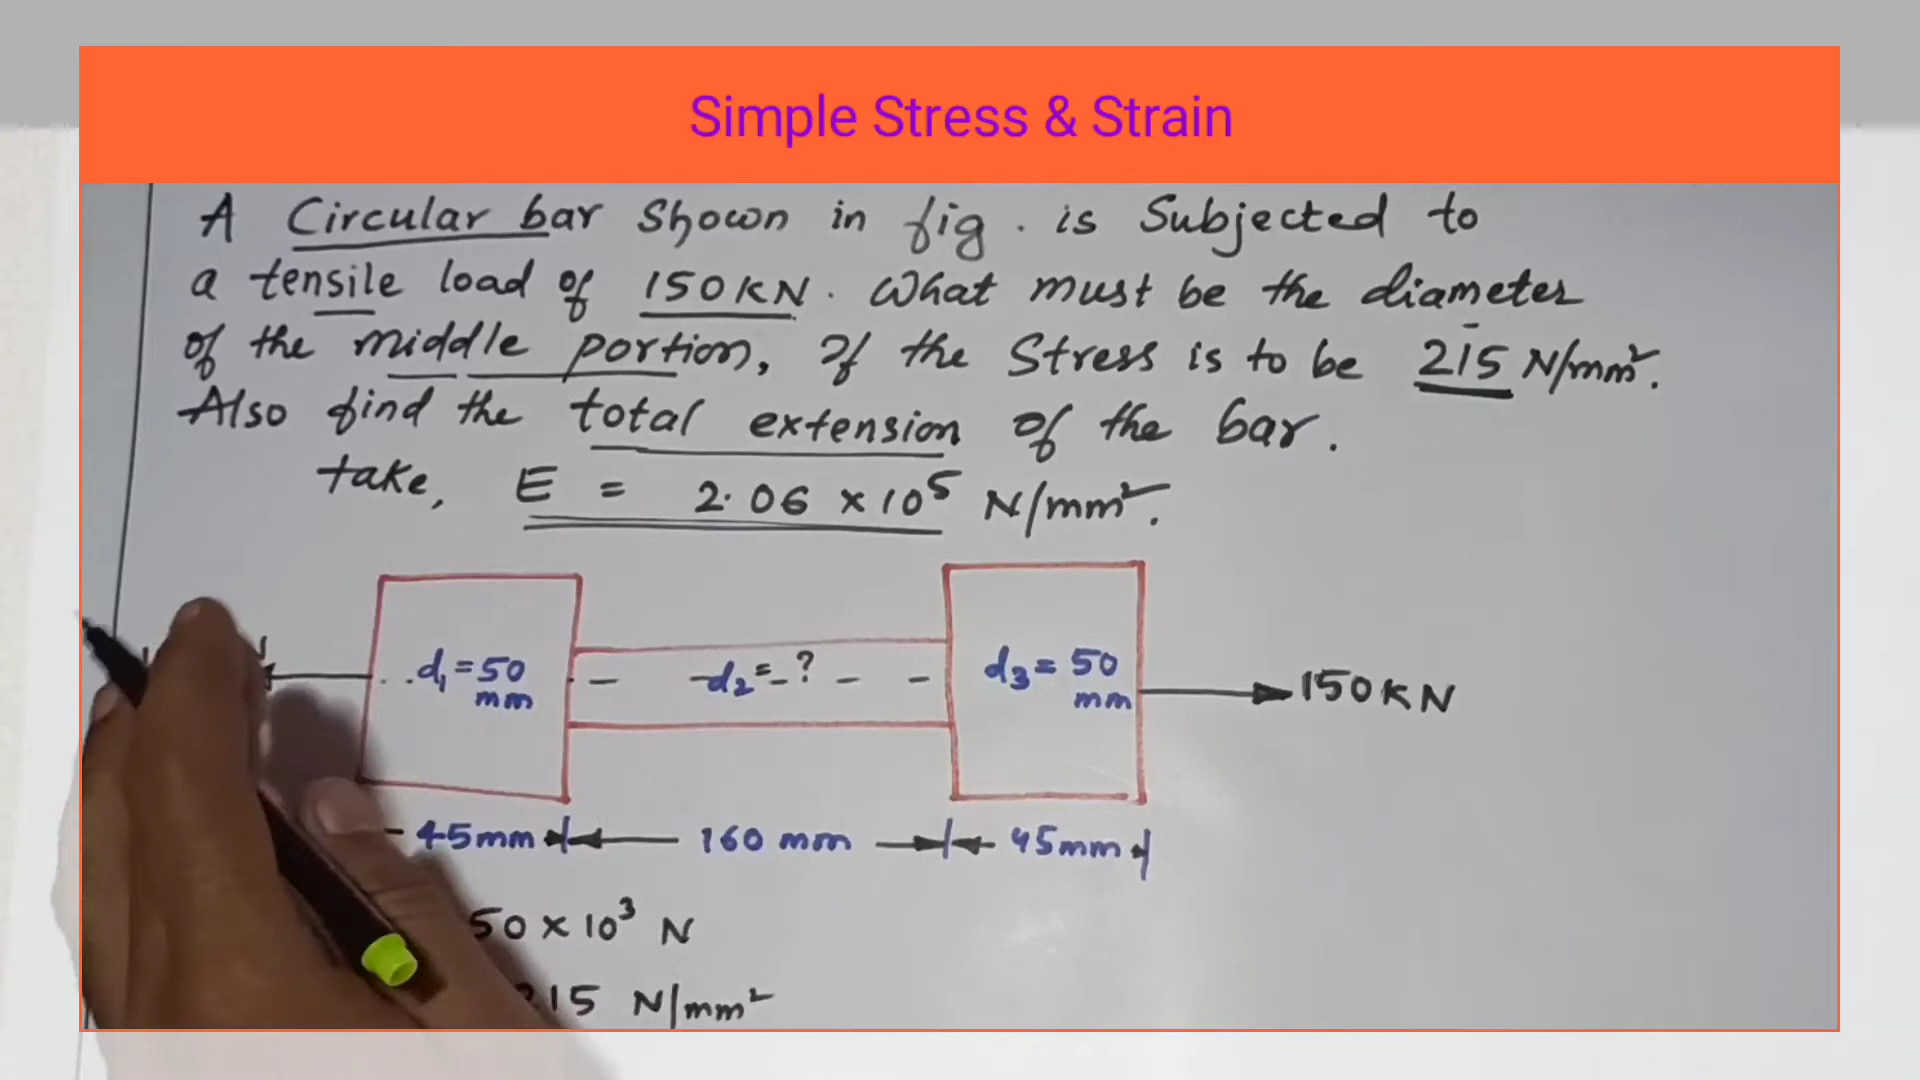 Simple Stress & Strain
A Circular bar Shown in fig. is Subjected to
a tensile load of 150KN. What must be the diameter
of the middle portion, If the Stress is to be 215 N/mm².
Also find the total extension of the bar.
take, E = 2.06 × 10⁵ N/mm².
d₁ = 50 mm
d₂ = ?
d₃ = 50 mm
150KN
45mm
160 mm
45mm
50 × 10³ N
215 N/mm²